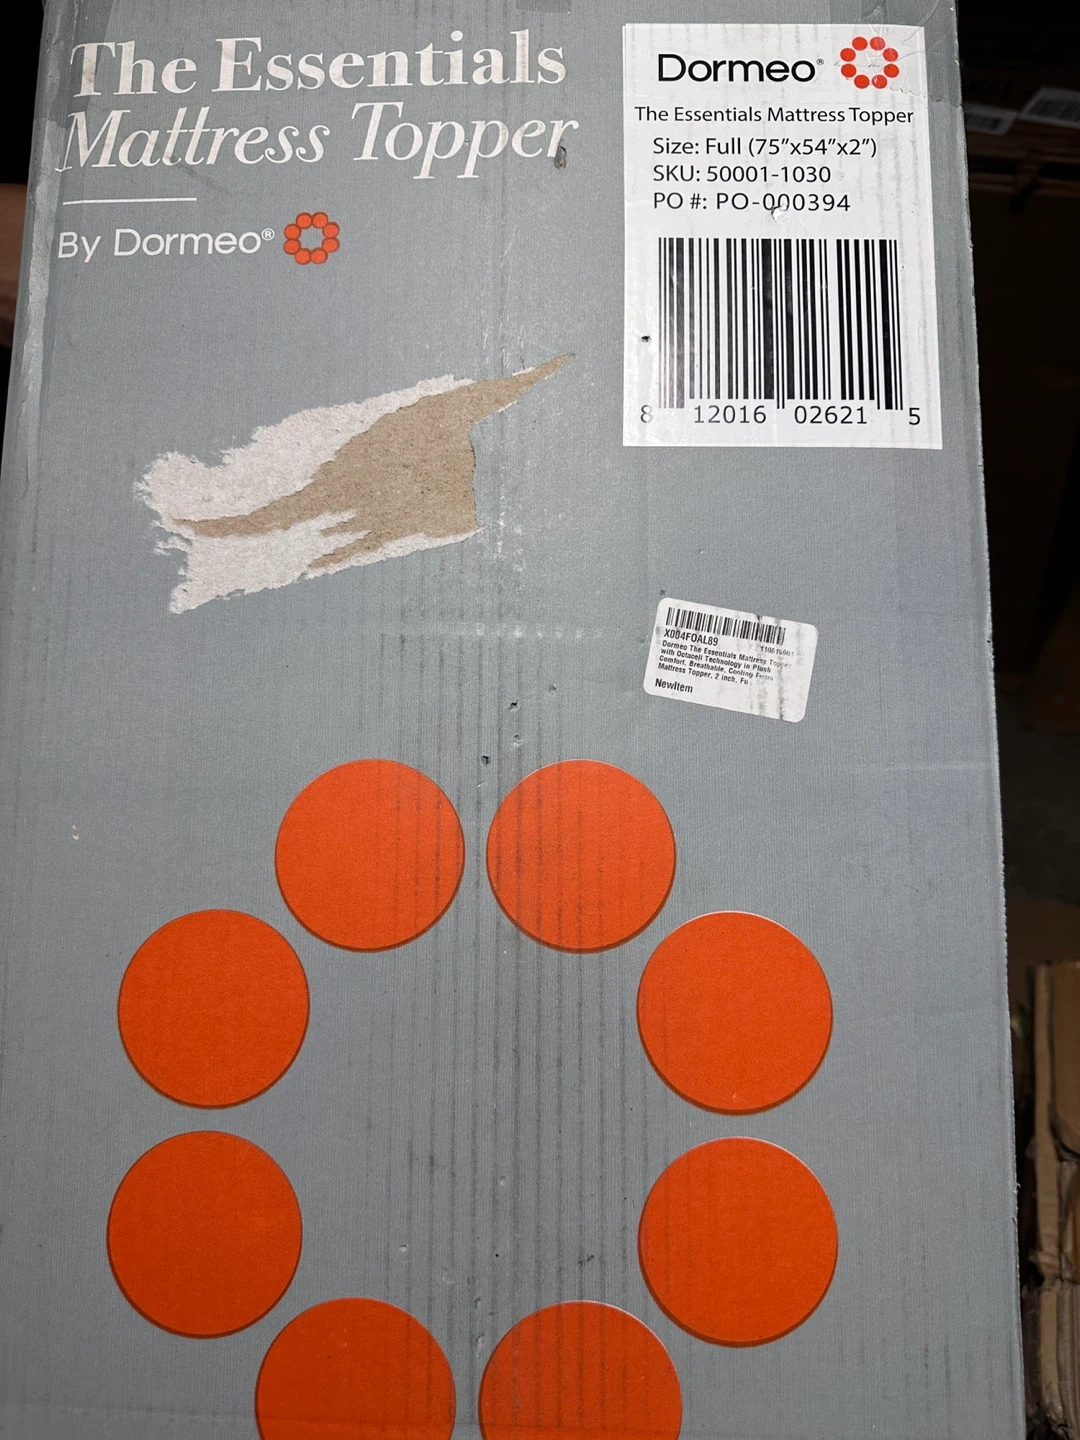 The Essentials
Mattress Topper
By Dormeo®
Dormeo®
The Essentials Mattress Topper
Size: Full (75”x54”x2”)
SKU: 50001-1030
PO #: PO-000394
8 12016 02621 5
X004FOAL89
Dormeo The Essentials Mattress Topper
with Octacell Technology in Plush
Comfort, Breathable, Cooling Foam
Mattress Topper, 2 inch, Fu
NewItem